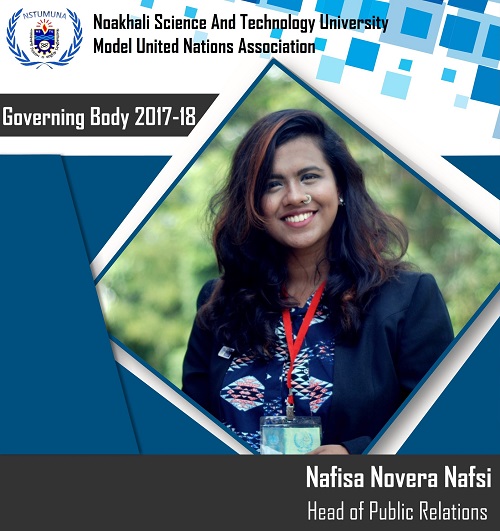 NSTUMUNA
Noakhali Science And Technology University
Model United Nations Association
Governing Body 2017-18
Nafisa Novera Nafsi
Head of Public Relations